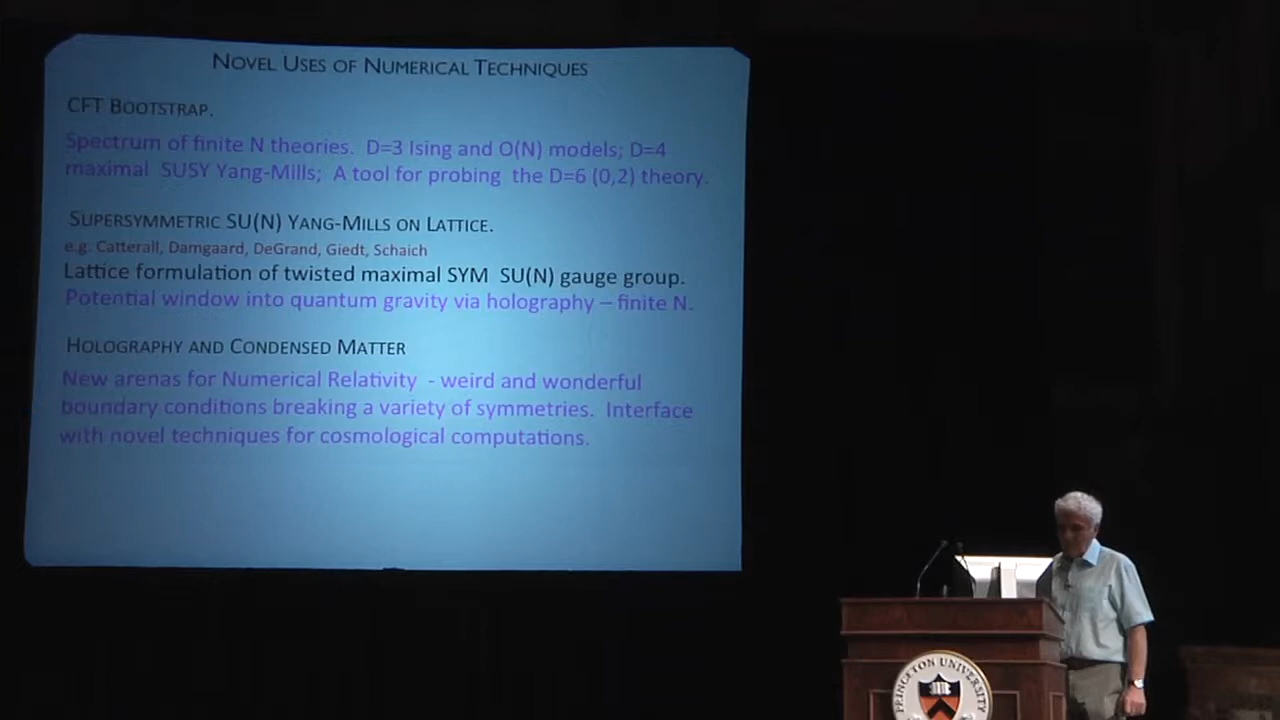 NOVEL USES OF NUMERICAL TECHNIQUES
CFT BOOTSTRAP.
Spectrum of finite N theories. D=3 Ising and O(N) models; D=4
maximal SUSY Yang-Mills; A tool for probing the D=6 (0,2) theory.
SUPERSYMMETRIC SU(N) YANG-MILLS ON LATTICE.
e.g. Catterall, Damgaard, DeGrand, Giedt, Schaich
Lattice formulation of twisted maximal SYM SU(N) gauge group.
Potential window into quantum gravity via holography – finite N.
HOLOGRAPHY AND CONDENSED MATTER
New arenas for Numerical Relativity - weird and wonderful
boundary conditions breaking a variety of symmetries. Interface
with novel techniques for cosmological computations.
PRINCETON UNIVERSITY